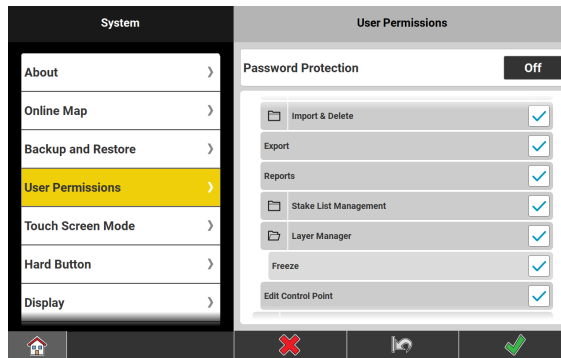 System
User Permissions
About
Online Map
Backup and Restore
User Permissions
Touch Screen Mode
Hard Button
Display
Password Protection
Off
Import & Delete
Export
Reports
Stake List Management
Layer Manager
Freeze
Edit Control Point